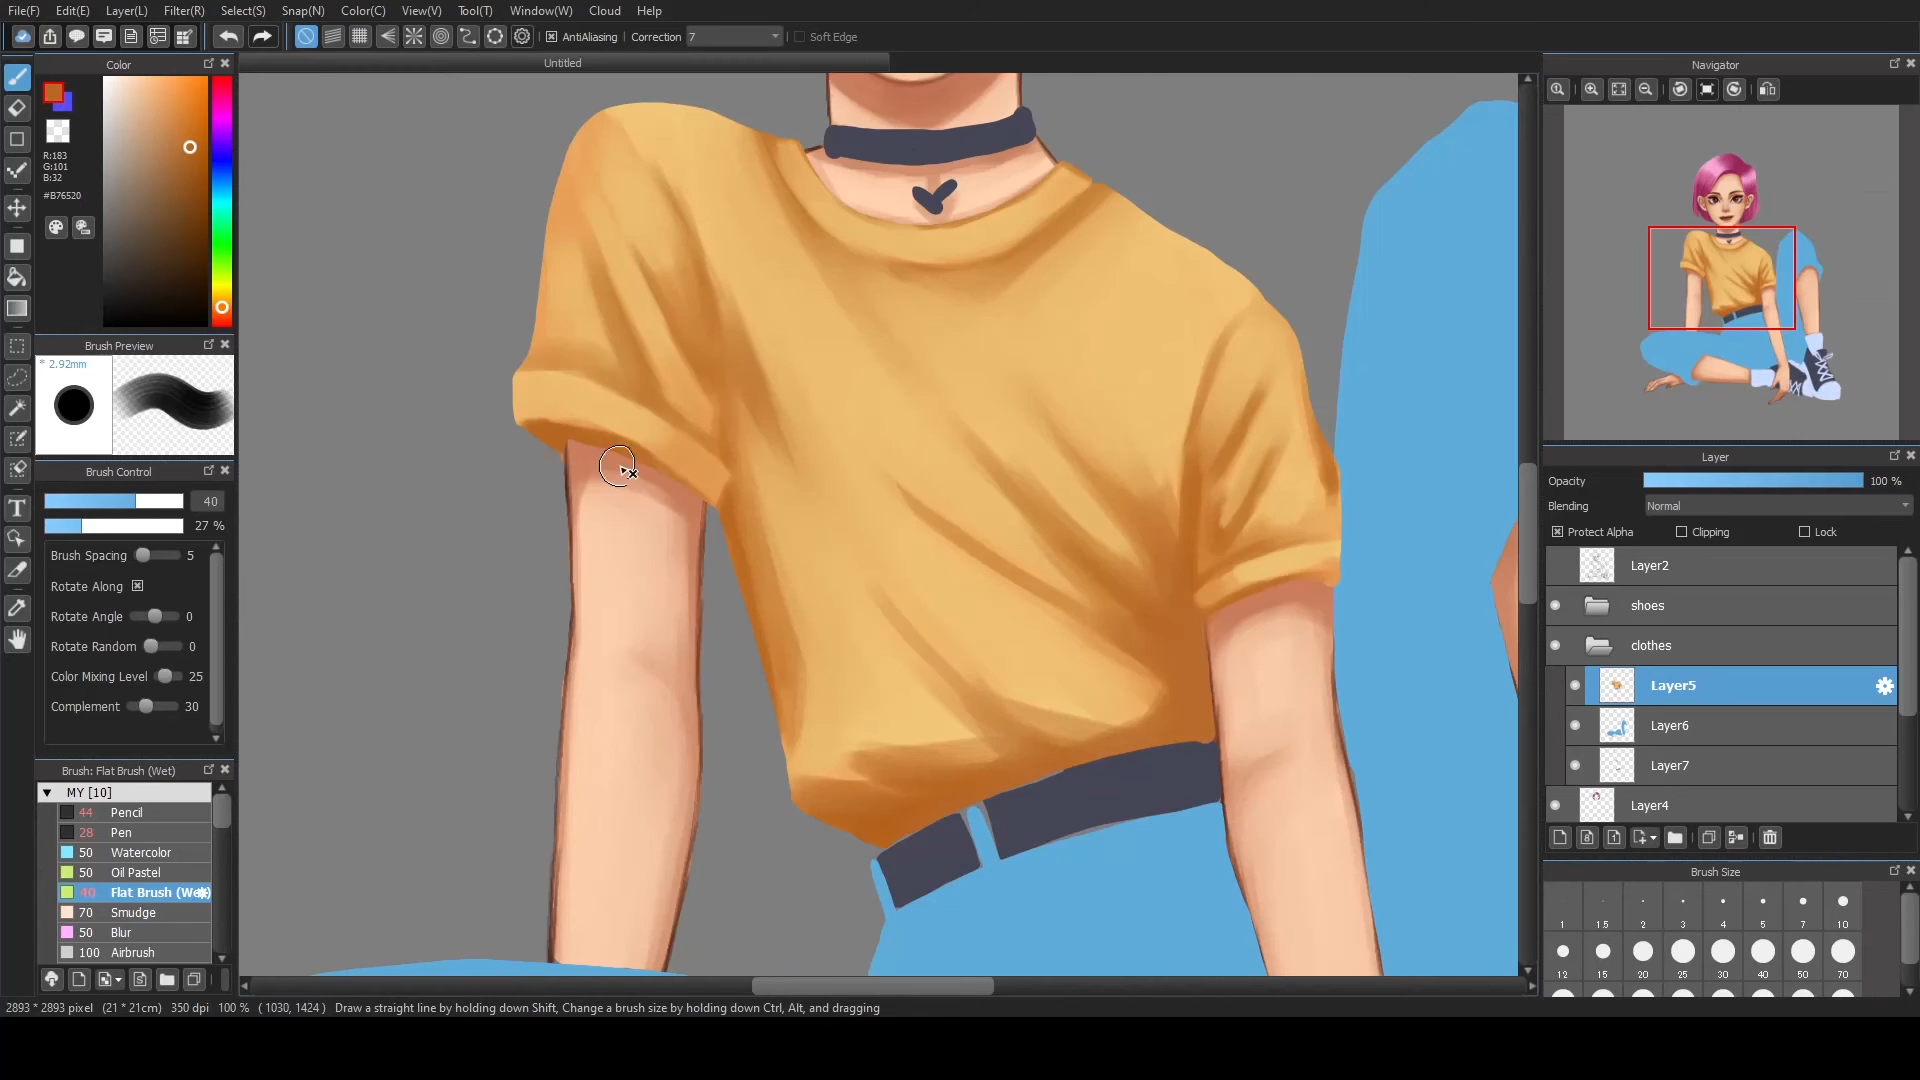 File(F) Edit(E) Layer(L) Filter(R) Select(S) Snap(N) Color(C) View(V) Tool(T) Window(W) Cloud Help
AntiAliasing Correction 7 Soft Edge
Color
R:183
G:101
B:32
#B76520
Brush Preview
* 2.92mm
Brush Control
40
27 %
Brush Spacing 5
Rotate Along
Rotate Angle 0
Rotate Random 0
Color Mixing Level 25
Complement 30
Brush: Flat Brush (Wet)
MY [10]
44 Pencil
28 Pen
50 Watercolor
50 Oil Pastel
40 Flat Brush (Wet)
70 Smudge
50 Blur
100 Airbrush
Untitled
Navigator
Layer
Opacity 100 %
Blending Normal
Protect Alpha Clipping Lock
Layer2
shoes
clothes
Layer5
Layer6
Layer7
Layer4
Brush Size
1 1.5 2 3 4 5 7 10
12 15 20 25 30 40 50 70
2893 * 2893 pixel (21 * 21cm) 350 dpi 100 % ( 1030, 1424 ) Draw a straight line by holding down Shift, Change a brush size by holding down Ctrl, Alt, and dragging